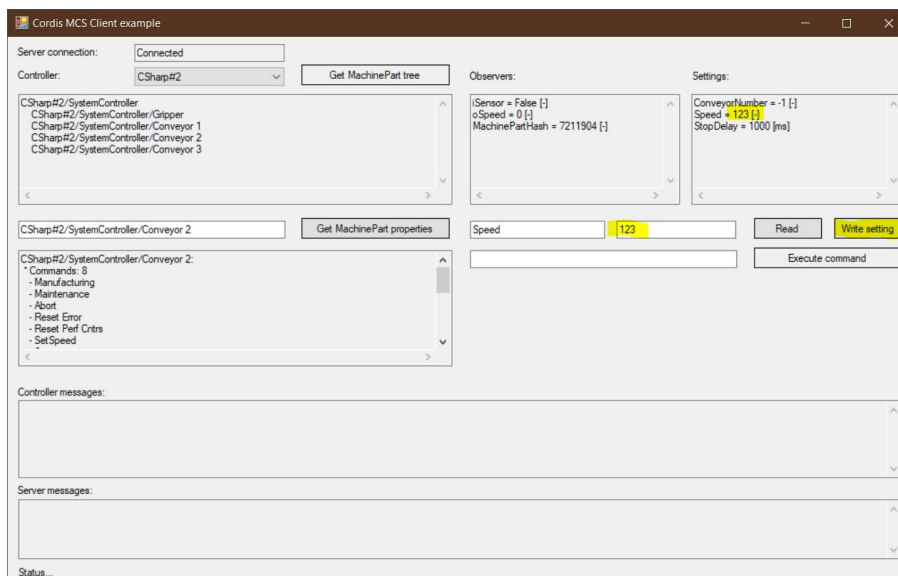 Cordis MCS Client example
Server connection:
Connected
Controller:
CSharp#2
Get MachinePart tree
Observers:
Settings:
CSharp#2/SystemController
CSharp#2/SystemController/Gripper
CSharp#2/SystemController/Conveyor 1
CSharp#2/SystemController/Conveyor 2
CSharp#2/SystemController/Conveyor 3
iSensor = False [-]
oSpeed = 0 [-]
MachinePartHash = 7211904 [-]
ConveyorNumber = -1 [-]
Speed = 123 [-]
StopDelay = 1000 [ms]
CSharp#2/SystemController/Conveyor 2
Get MachinePart properties
Speed
123
Read
Write setting
Execute command
CSharp#2/SystemController/Conveyor 2:
* Commands: 8
- Manufacturing
- Maintenance
- Abort
- Reset Error
- Reset Perf Cntrs
- SetSpeed
Controller messages:
Server messages:
Status...